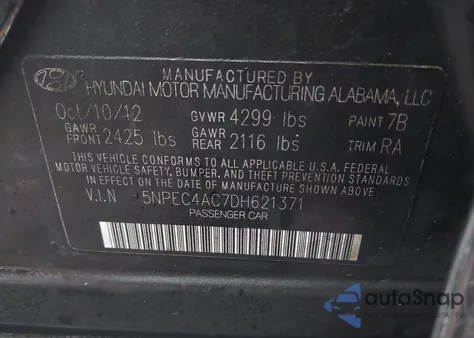 MANUFACTURED BY
HYUNDAI MOTOR MANUFACTURING ALABAMA, LLC
Oct/10/12 GVWR 4299 lbs PAINT 7B
GAWR FRONT 2425 lbs GAWR REAR 2116 lbs TRIM RA
THIS VEHICLE CONFORMS TO ALL APPLICABLE U.S.A. FEDERAL
MOTOR VEHICLE SAFETY, BUMPER, AND THEFT PREVENTION STANDARDS
IN EFFECT ON THE DATE OF MANUFACTURE SHOWN ABOVE
V.I.N 5NPEC4AC7DH621371
PASSENGER CAR
autoSnap